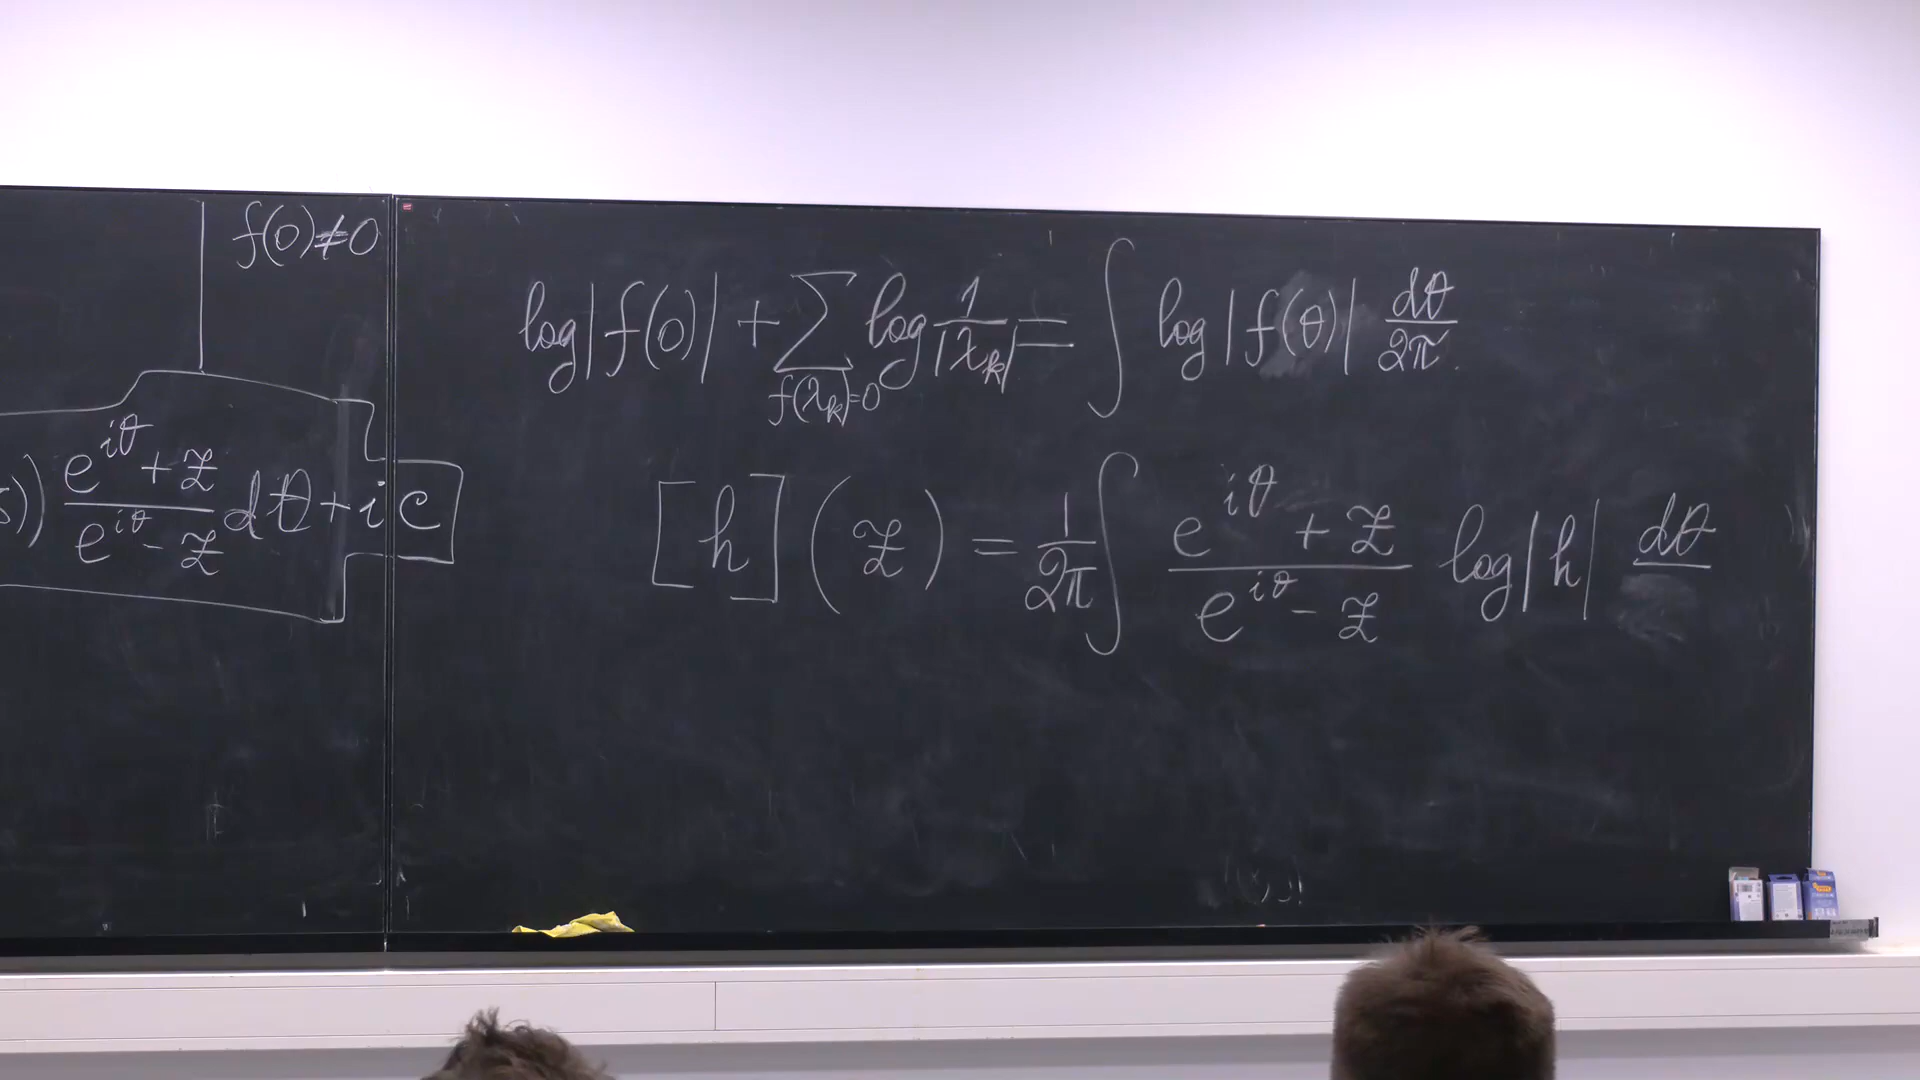 f(0)≠0
log|f(0)| + ∑_{f(λ_k)=0} log 1/|λ_k| = ∫ log|f(θ)| dθ/2π.
s)) (e^{iθ}+z)/(e^{iθ}-z) dθ + ic
[h](z) = 1/2π ∫ (e^{iθ}+z)/(e^{iθ}-z) log|h| dθ